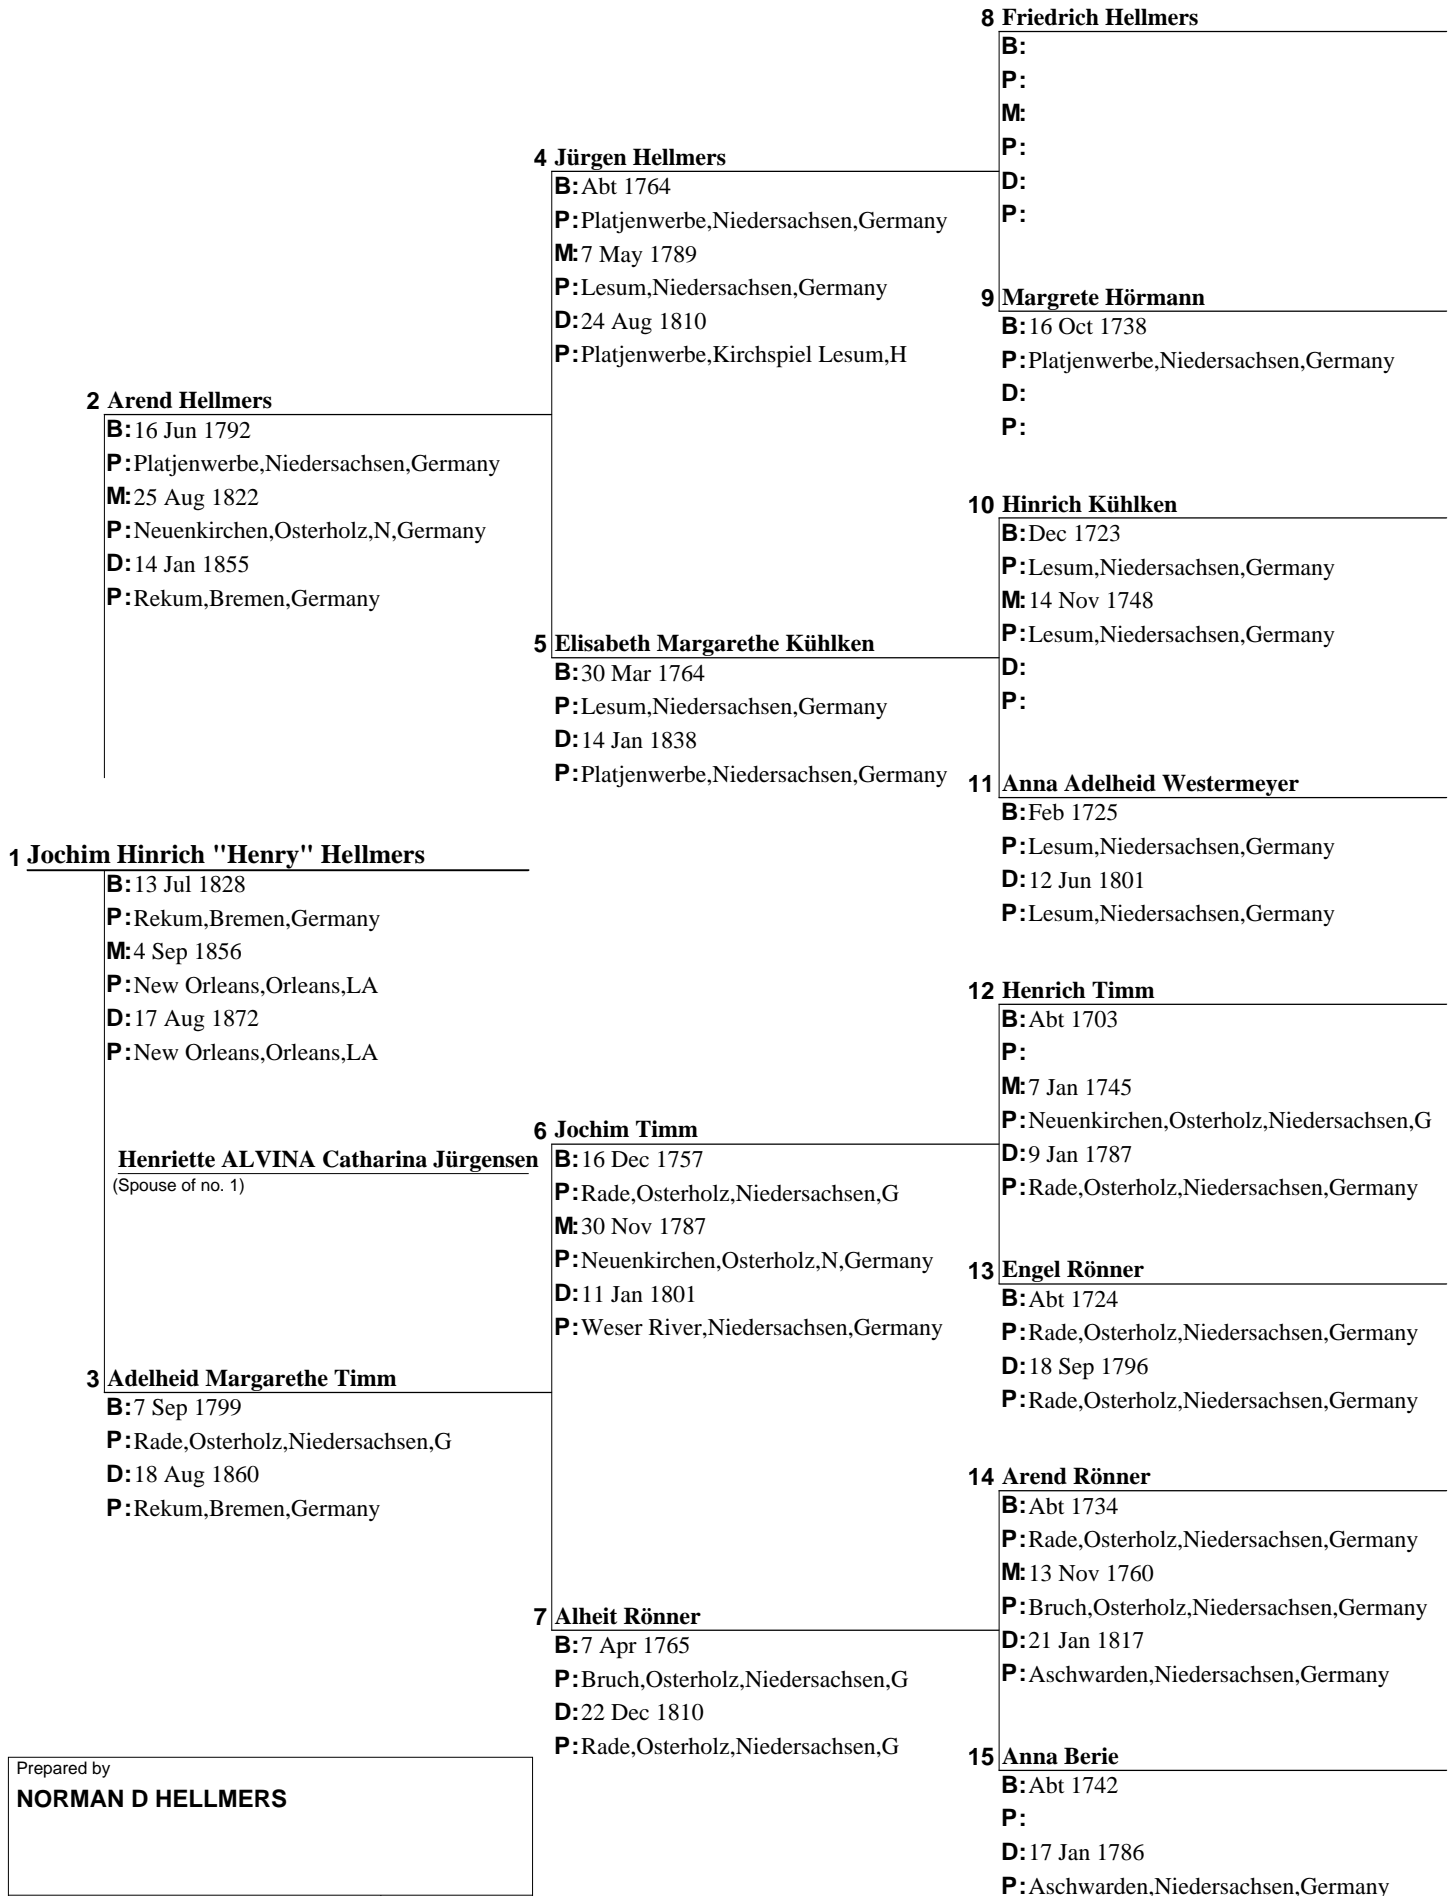 8 Friedrich Hellmers
B:
P:
M:
P:
D:
P:
4 Jürgen Hellmers
B: Abt 1764
P: Platjenwerbe,Niedersachsen,Germany
M: 7 May 1789
P: Lesum,Niedersachsen,Germany
D: 24 Aug 1810
P: Platjenwerbe,Kirchspiel Lesum,H
9 Margrete Hörmann
B: 16 Oct 1738
P: Platjenwerbe,Niedersachsen,Germany
D:
P:
2 Arend Hellmers
B: 16 Jun 1792
P: Platjenwerbe,Niedersachsen,Germany
M: 25 Aug 1822
P: Neuenkirchen,Osterholz,N,Germany
D: 14 Jan 1855
P: Rekum,Bremen,Germany
10 Hinrich Kühlken
B: Dec 1723
P: Lesum,Niedersachsen,Germany
M: 14 Nov 1748
P: Lesum,Niedersachsen,Germany
D:
P:
5 Elisabeth Margarethe Kühlken
B: 30 Mar 1764
P: Lesum,Niedersachsen,Germany
D: 14 Jan 1838
P: Platjenwerbe,Niedersachsen,Germany
11 Anna Adelheid Westermeyer
B: Feb 1725
P: Lesum,Niedersachsen,Germany
D: 12 Jun 1801
P: Lesum,Niedersachsen,Germany
1 Jochim Hinrich "Henry" Hellmers
B: 13 Jul 1828
P: Rekum,Bremen,Germany
M: 4 Sep 1856
P: New Orleans,Orleans,LA
D: 17 Aug 1872
P: New Orleans,Orleans,LA
Henriette ALVINA Catharina Jürgensen
(Spouse of no. 1)
12 Henrich Timm
B: Abt 1703
P:
M: 7 Jan 1745
P: Neuenkirchen,Osterholz,Niedersachsen,G
D: 9 Jan 1787
P: Rade,Osterholz,Niedersachsen,Germany
6 Jochim Timm
B: 16 Dec 1757
P: Rade,Osterholz,Niedersachsen,G
M: 30 Nov 1787
P: Neuenkirchen,Osterholz,N,Germany
D: 11 Jan 1801
P: Weser River,Niedersachsen,Germany
13 Engel Rönner
B: Abt 1724
P: Rade,Osterholz,Niedersachsen,Germany
D: 18 Sep 1796
P: Rade,Osterholz,Niedersachsen,Germany
3 Adelheid Margarethe Timm
B: 7 Sep 1799
P: Rade,Osterholz,Niedersachsen,G
D: 18 Aug 1860
P: Rekum,Bremen,Germany
14 Arend Rönner
B: Abt 1734
P: Rade,Osterholz,Niedersachsen,Germany
M: 13 Nov 1760
P: Bruch,Osterholz,Niedersachsen,Germany
D: 21 Jan 1817
P: Aschwarden,Niedersachsen,Germany
7 Alheit Rönner
B: 7 Apr 1765
P: Bruch,Osterholz,Niedersachsen,G
D: 22 Dec 1810
P: Rade,Osterholz,Niedersachsen,G
15 Anna Berie
B: Abt 1742
P:
D: 17 Jan 1786
P: Aschwarden,Niedersachsen,Germany
Prepared by
NORMAN D HELLMERS